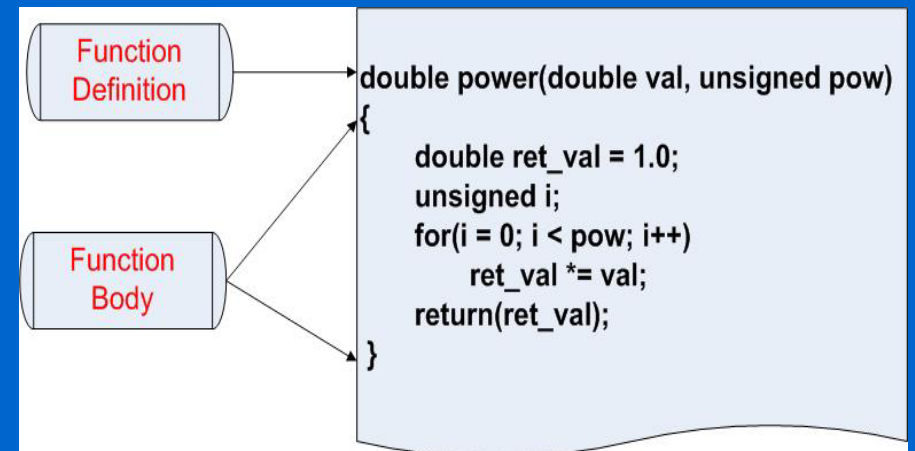 Function
Definition
double power(double val, unsigned pow)
{
double ret_val = 1.0;
unsigned i;
for(i = 0; i < pow; i++)
ret_val *= val;
return(ret_val);
}
Function
Body